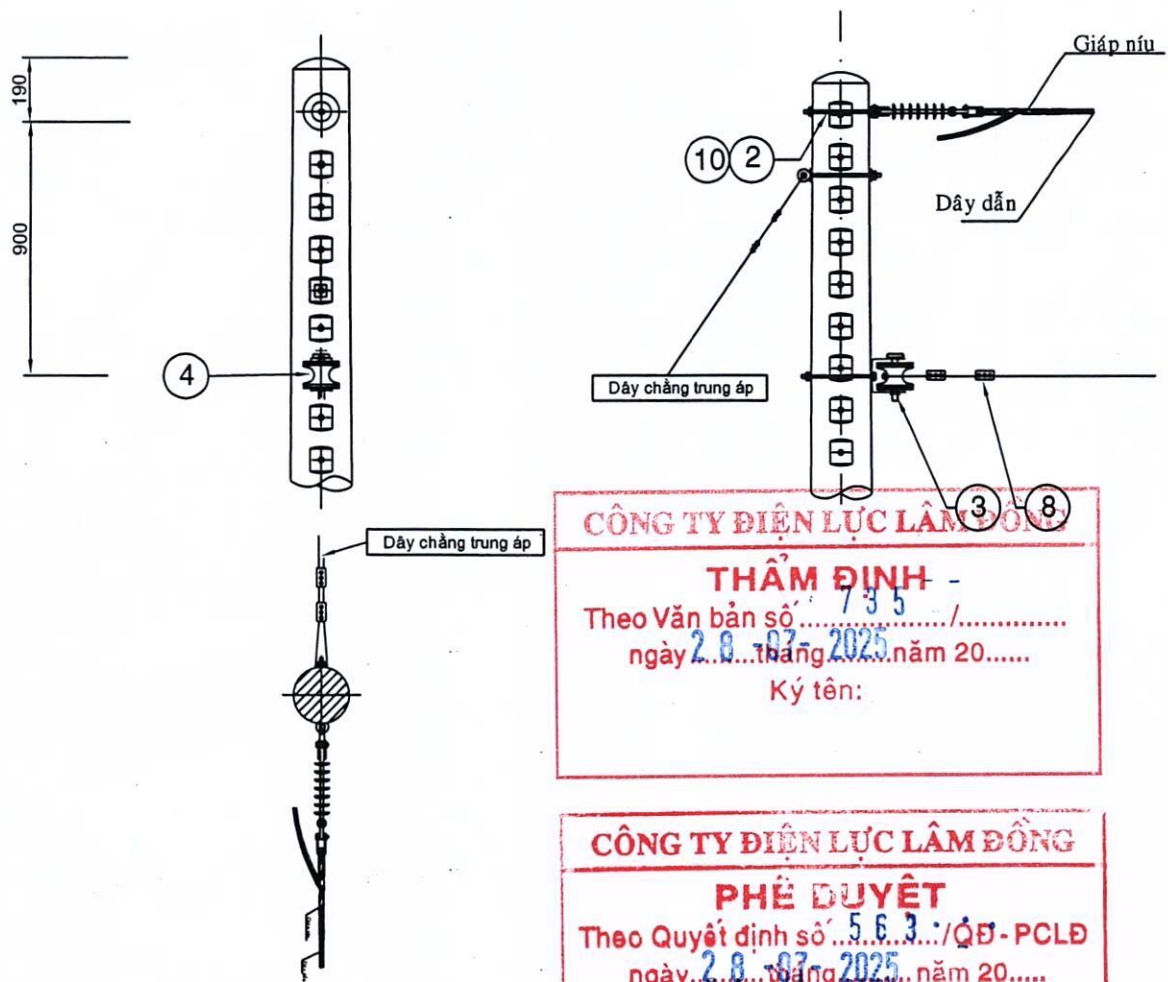 190
900
4
Giáp níu
10 2
Dây dẫn
Dây chằng trung áp
3 8
Dây chằng trung áp
CÔNG TY ĐIỆN LỰC LÂM ĐỒNG
THẨM ĐỊNH
Theo Văn bản số 735 /..............
ngày 28 -07- 2025 tháng năm 20......
Ký tên:
CÔNG TY ĐIỆN LỰC LÂM ĐỒNG
PHÊ DUYỆT
Theo Quyết định số 563 /QĐ - PCLĐ
ngày 28 -07- 2025 tháng năm 20.....